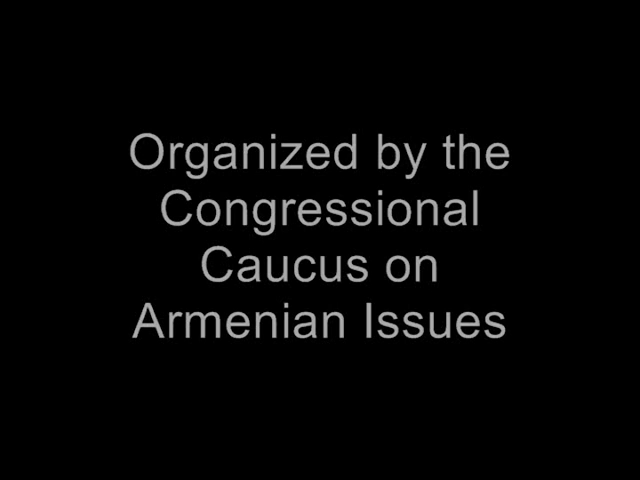 Organized by the
Congressional
Caucus on
Armenian Issues